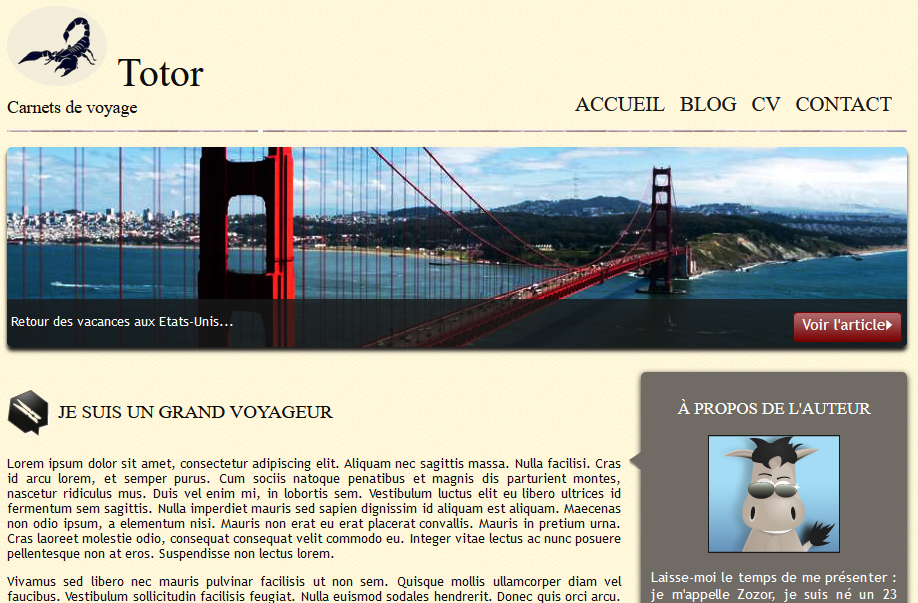 Totor
Carnets de voyage
ACCUEIL BLOG CV CONTACT
Retour des vacances aux Etats-Unis...
Voir l'article
JE SUIS UN GRAND VOYAGEUR
Lorem ipsum dolor sit amet, consectetur adipiscing elit. Aliquam nec sagittis massa. Nulla facilisi. Cras
id arcu lorem, et semper purus. Cum sociis natoque penatibus et magnis dis parturient montes,
nascetur ridiculus mus. Duis vel enim mi, in lobortis sem. Vestibulum luctus elit eu libero ultrices id
fermentum sem sagittis. Nulla imperdiet mauris sed sapien dignissim id aliquam est aliquam. Maecenas
non odio ipsum, a elementum nisi. Mauris non erat eu erat placerat convallis. Mauris in pretium urna.
Cras laoreet molestie odio, consequat consequat velit commodo eu. Integer vitae lectus ac nunc posuere
pellentesque non at eros. Suspendisse non lectus lorem.
Vivamus sed libero nec mauris pulvinar facilisis ut non sem. Quisque mollis ullamcorper diam vel
faucibus. Vestibulum sollicitudin facilisis feugiat. Nulla euismod sodales hendrerit. Donec quis orci arcu.
À PROPOS DE L'AUTEUR
Laisse-moi le temps de me présenter :
je m'appelle Zozor, je suis né un 23